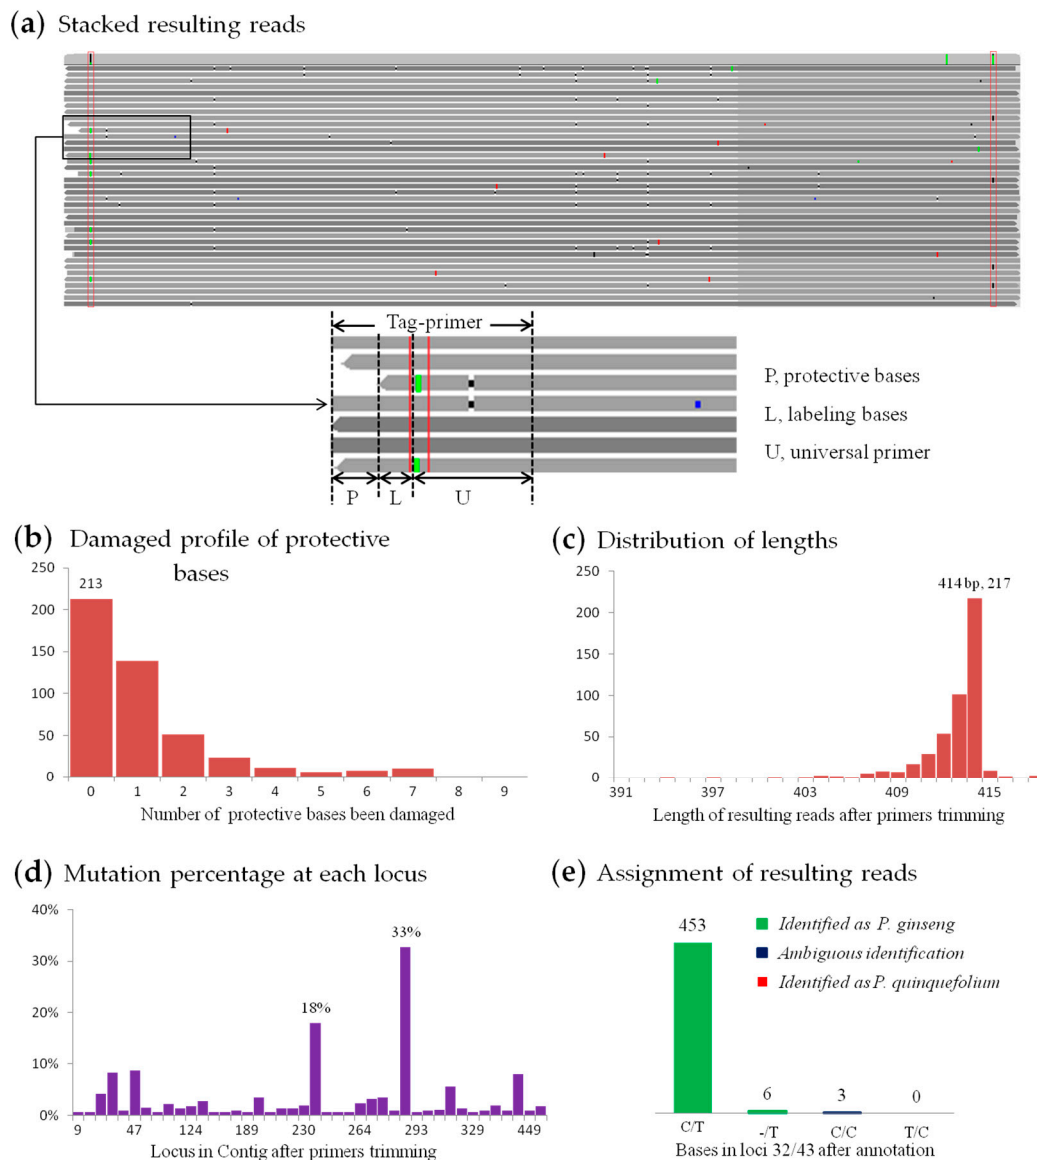 (a) Stacked resulting reads
Tag-primer
P, protective bases
L, labeling bases
U, universal primer
P L U
(b) Damaged profile of protective
bases
250
200
150
100
50
0
213
0 1 2 3 4 5 6 7 8 9
Number of protective bases been damaged
(c) Distribution of lengths
250
200
150
100
50
0
414 bp, 217
391 397 403 409 415
Length of resulting reads after primers trimming
(d) Mutation percentage at each locus
40%
30%
20%
10%
0%
18%
33%
9 47 124 189 230 264 293 329 449
Locus in Contig after primers trimming
(e) Assignment of resulting reads
453
6
3
0
Identified as P. ginseng
Ambiguous identification
Identified as P. quinquefolium
C/T -/T C/C T/C
Bases in loci 32/43 after annotation